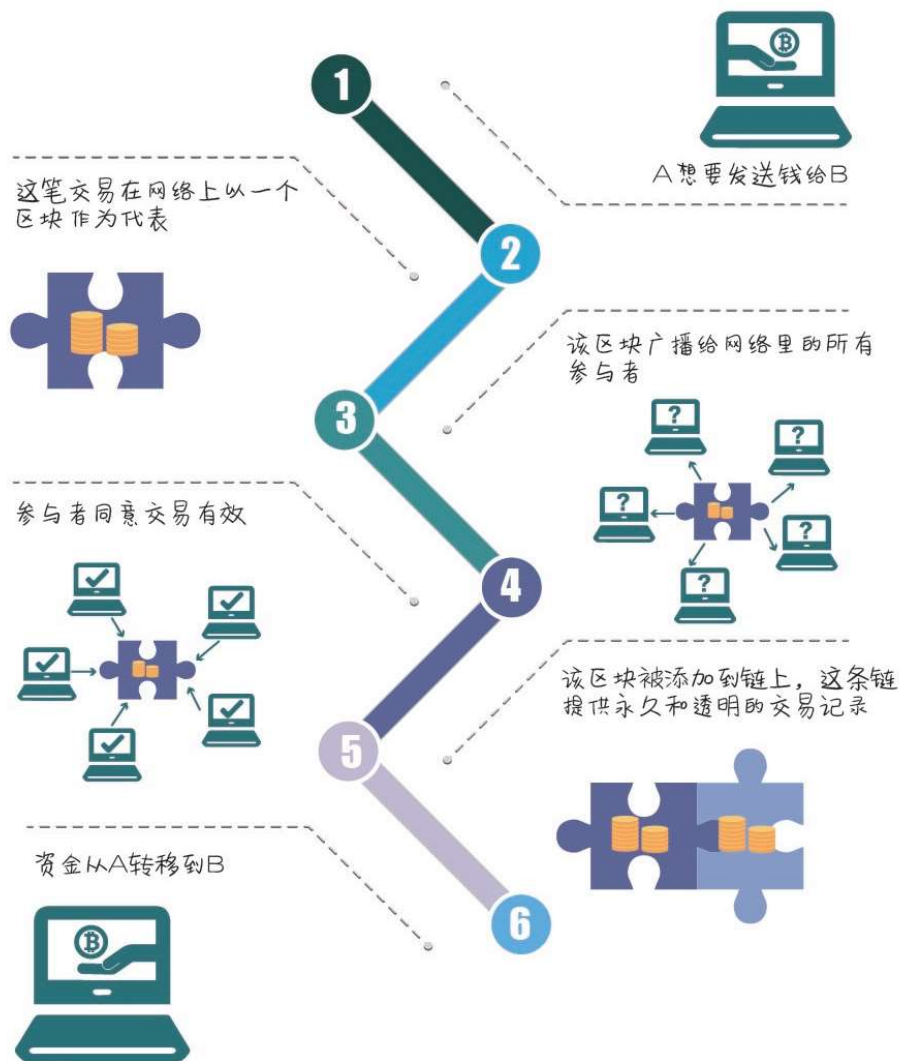 1
A想要发送钱给B
2
这笔交易在网络上以一个
区块作为代表
3
该区块广播给网络里的所有
参与者
?
?
?
?
?
4
参与者同意交易有效
5
该区块被添加到链上，这条链
提供永久和透明的交易记录
6
资金从A转移到B